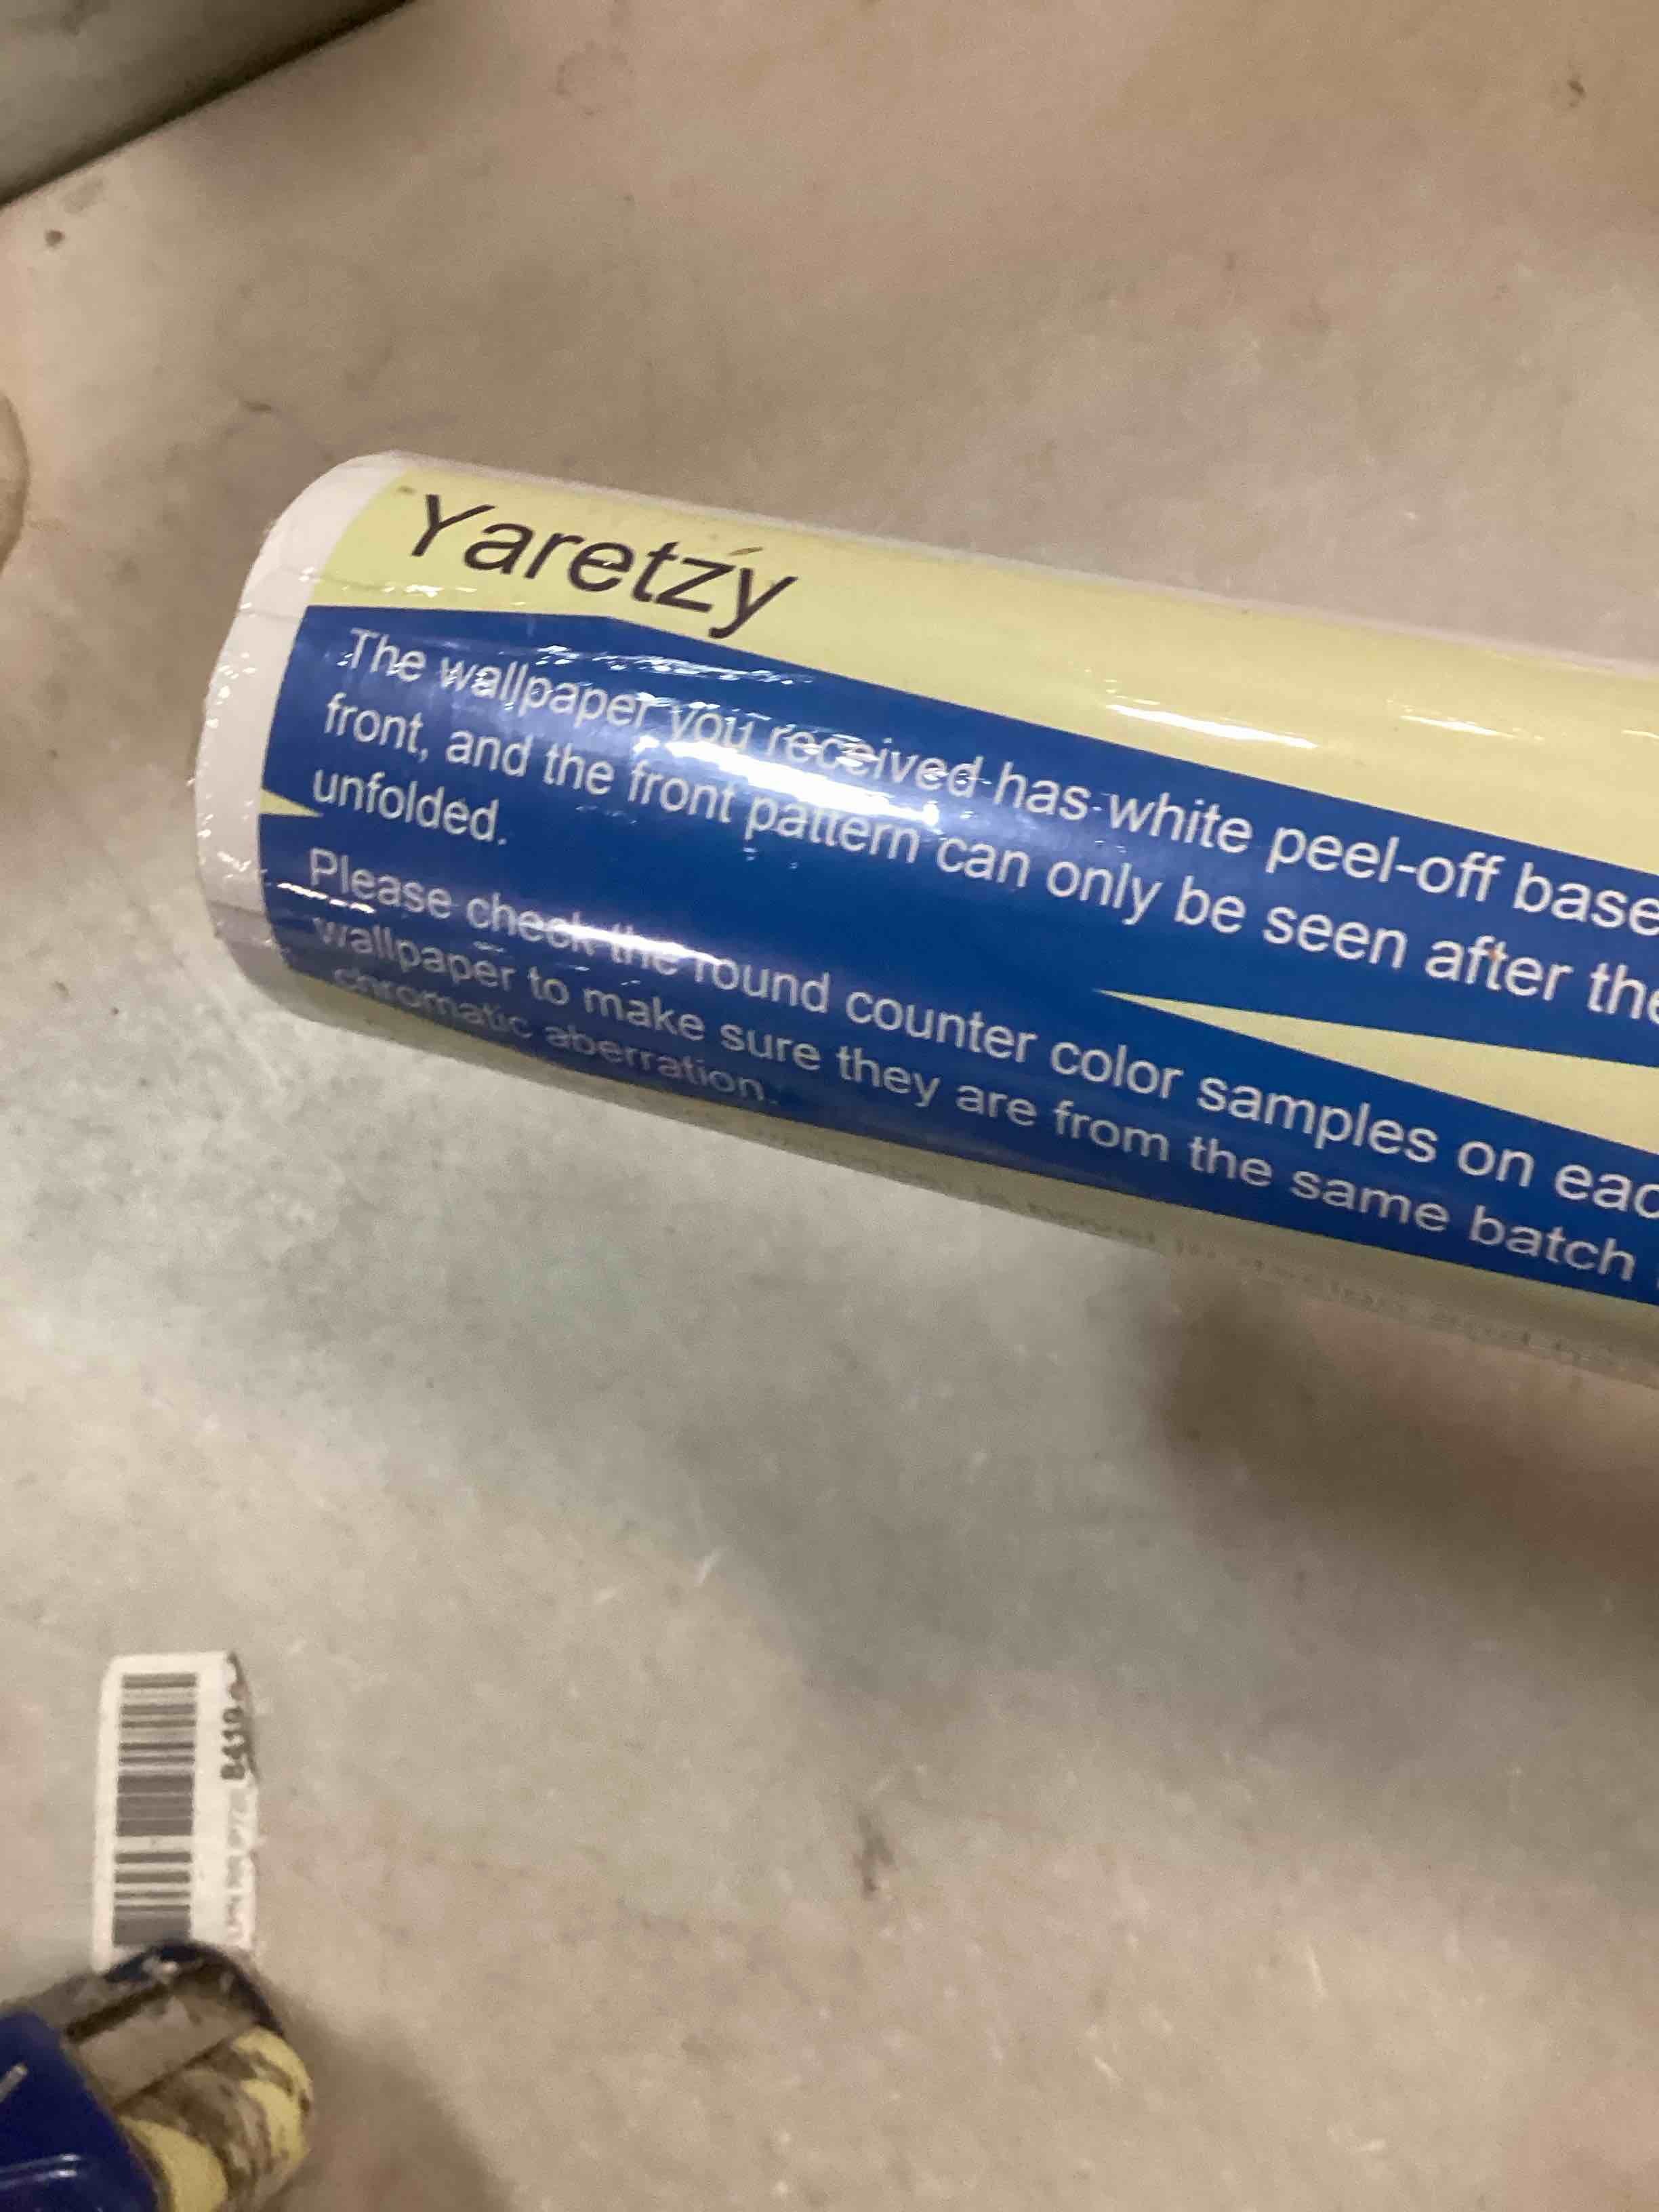 Yaretzy
The wallpaper you received has white peel-off base
front, and the front pattern can only be seen after the
unfolded.
Please check the round counter color samples on eac
wallpaper to make sure they are from the same batch
chromatic aberration.
B419